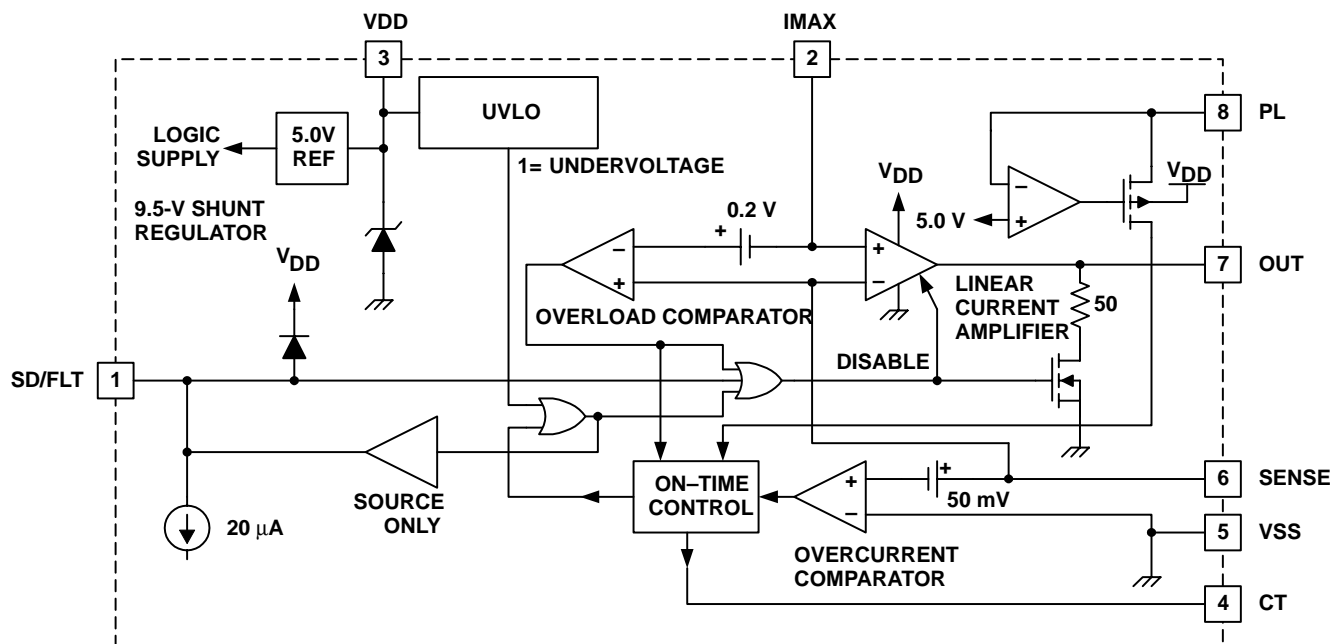 VDD
3
IMAX
2
UVLO
8 PL
LOGIC
SUPPLY
5.0V
REF
1= UNDERVOLTAGE
VDD
–
VDD
9.5-V SHUNT
REGULATOR
0.2 V
5.0 V
+
VDD
–
+
+
+
–
7 OUT
LINEAR
CURRENT
AMPLIFIER
50
OVERLOAD COMPARATOR
SD/FLT 1
DISABLE
SOURCE
ONLY
ON–TIME
CONTROL
+
–
+
50 mV
6 SENSE
20 μA
5 VSS
OVERCURRENT
COMPARATOR
4 CT